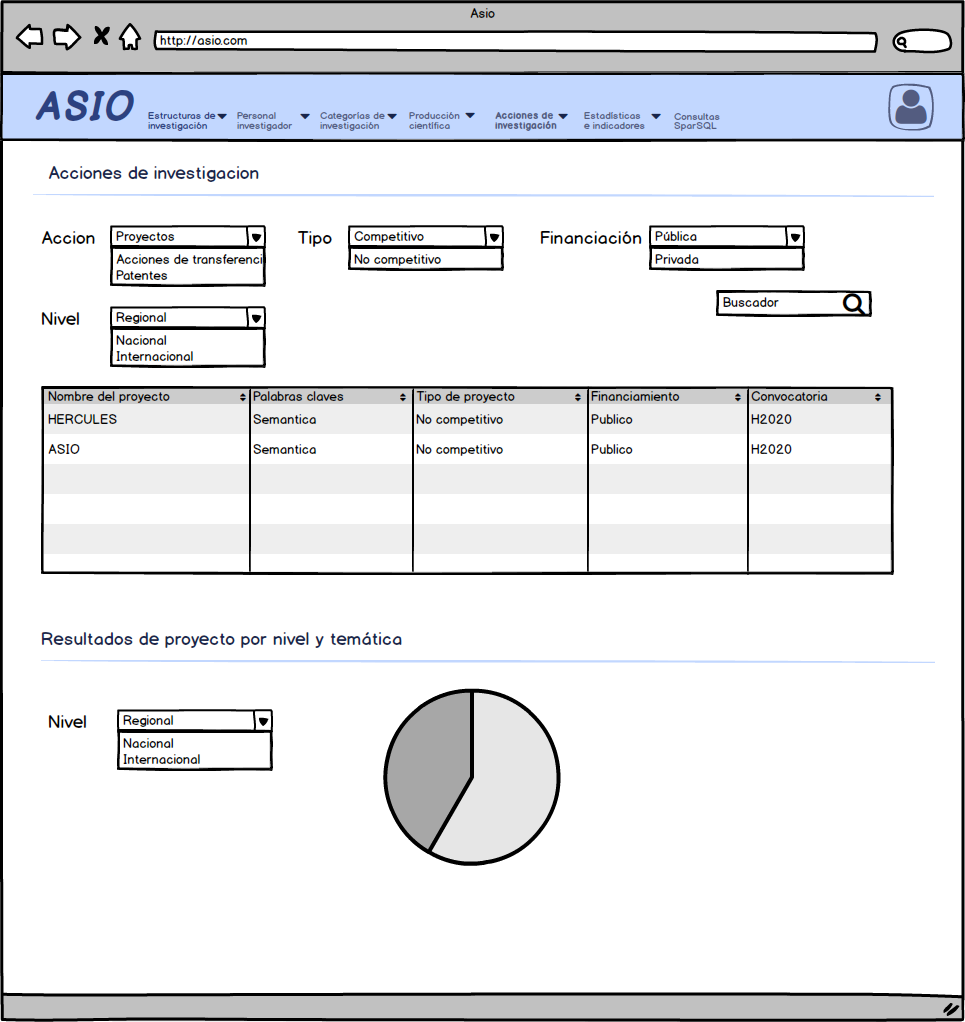 Asio
http://asio.com
ASIO
Estructuras de investigación
Personal investigador
Categorías de investigación
Producción científica
Acciones de investigación
Estadísticas e indicadores
Consultas SparSQL
Acciones de investigacion
Accion
Proyectos
Acciones de transferenci
Patentes
Tipo
Competitivo
No competitivo
Financiación
Pública
Privada
Buscador
Nivel
Regional
Nacional
Internacional
Nombre del proyecto Palabras claves Tipo de proyecto Financiamiento Convocatoria
HERCULES Semantica No competitivo Publico H2020
ASIO Semantica No competitivo Publico H2020
Resultados de proyecto por nivel y temática
Nivel
Regional
Nacional
Internacional